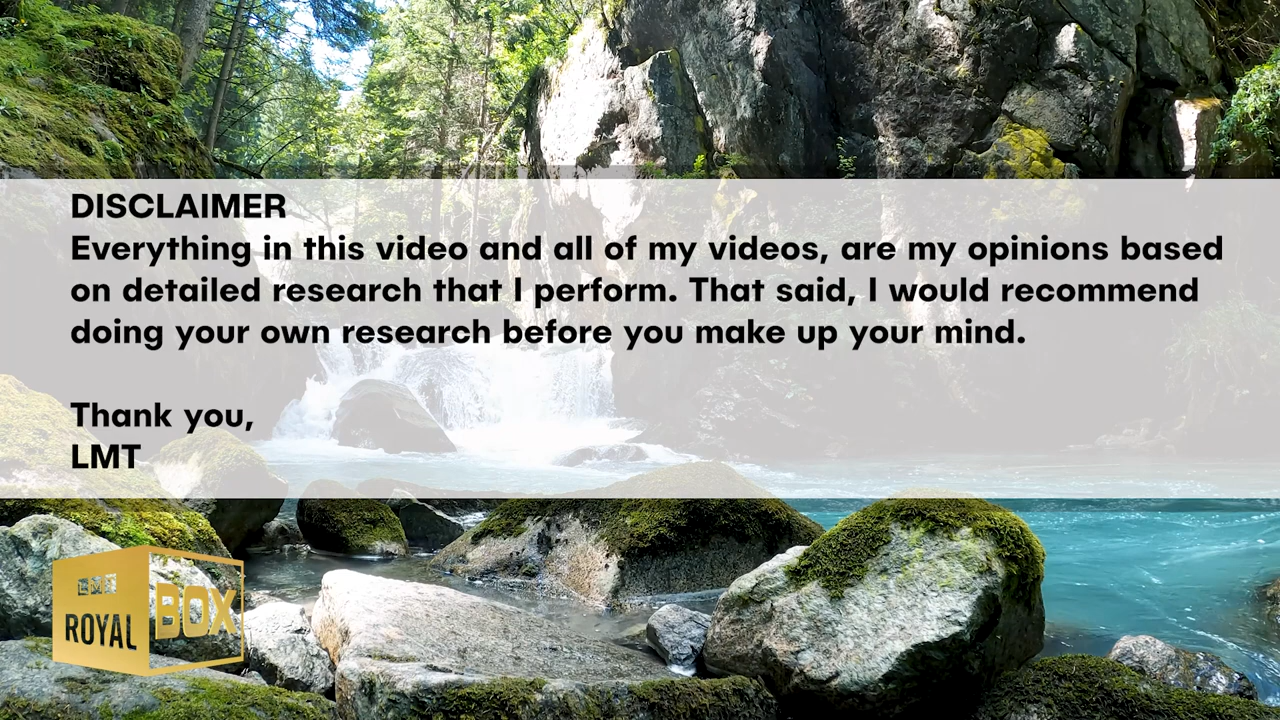 DISCLAIMER
Everything in this video and all of my videos, are my opinions based
on detailed research that I perform. That said, I would recommend
doing your own research before you make up your mind.
Thank you,
LMT
ROYAL
BOX